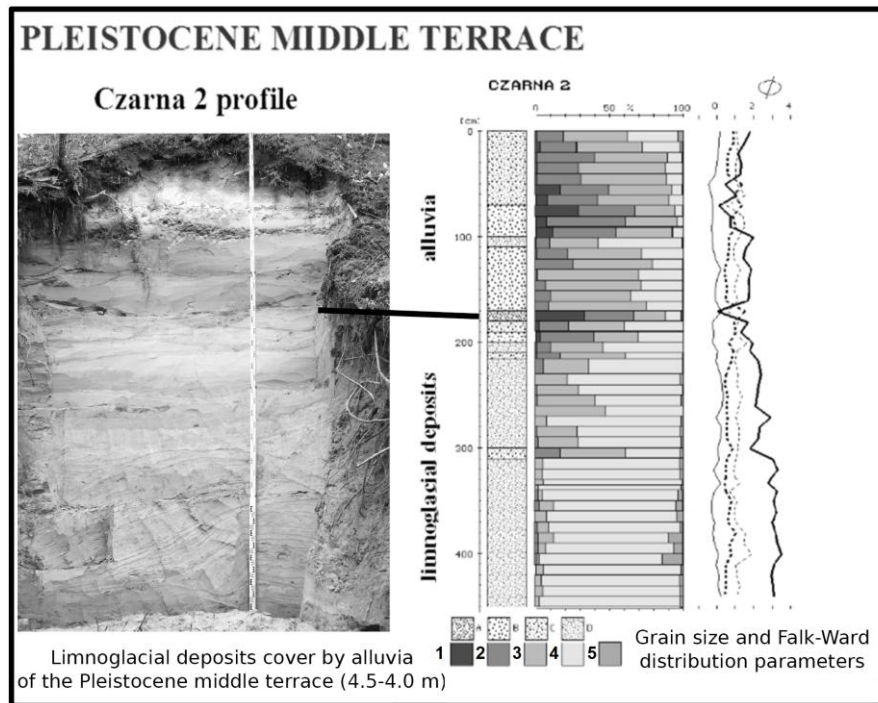 PLEISTOCENE MIDDLE TERRACE
Czarna 2 profile
CZARNA 2
0 50 % 100
0 2 4
[cm]
0
100
200
300
400
alluvia
limnoglacial deposits
A B C D
1 2 3 4 5
Limnoglacial deposits cover by alluvia
of the Pleistocene middle terrace (4.5-4.0 m)
Grain size and Falk-Ward
distribution parameters